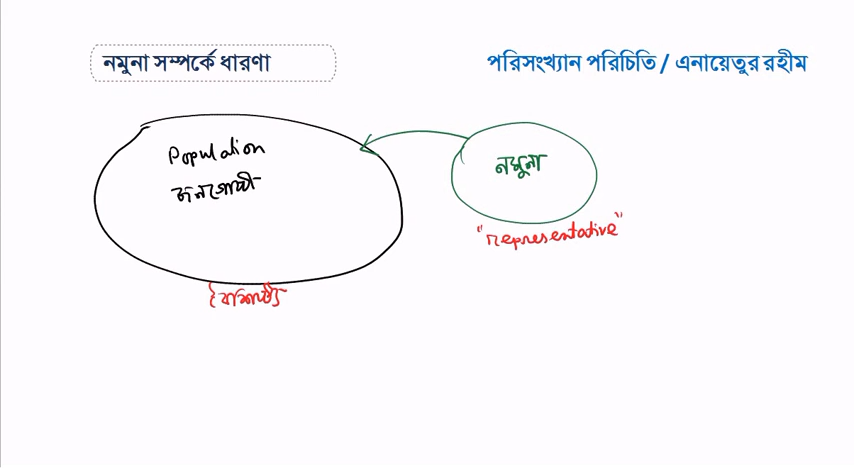 নমুনা সম্পর্কে ধারণা
পরিসংখ্যান পরিচিতি / এনায়েতুর রহীম
Population
জনগোষ্ঠী
নমুনা
"representative"
বৈশিষ্ট্য